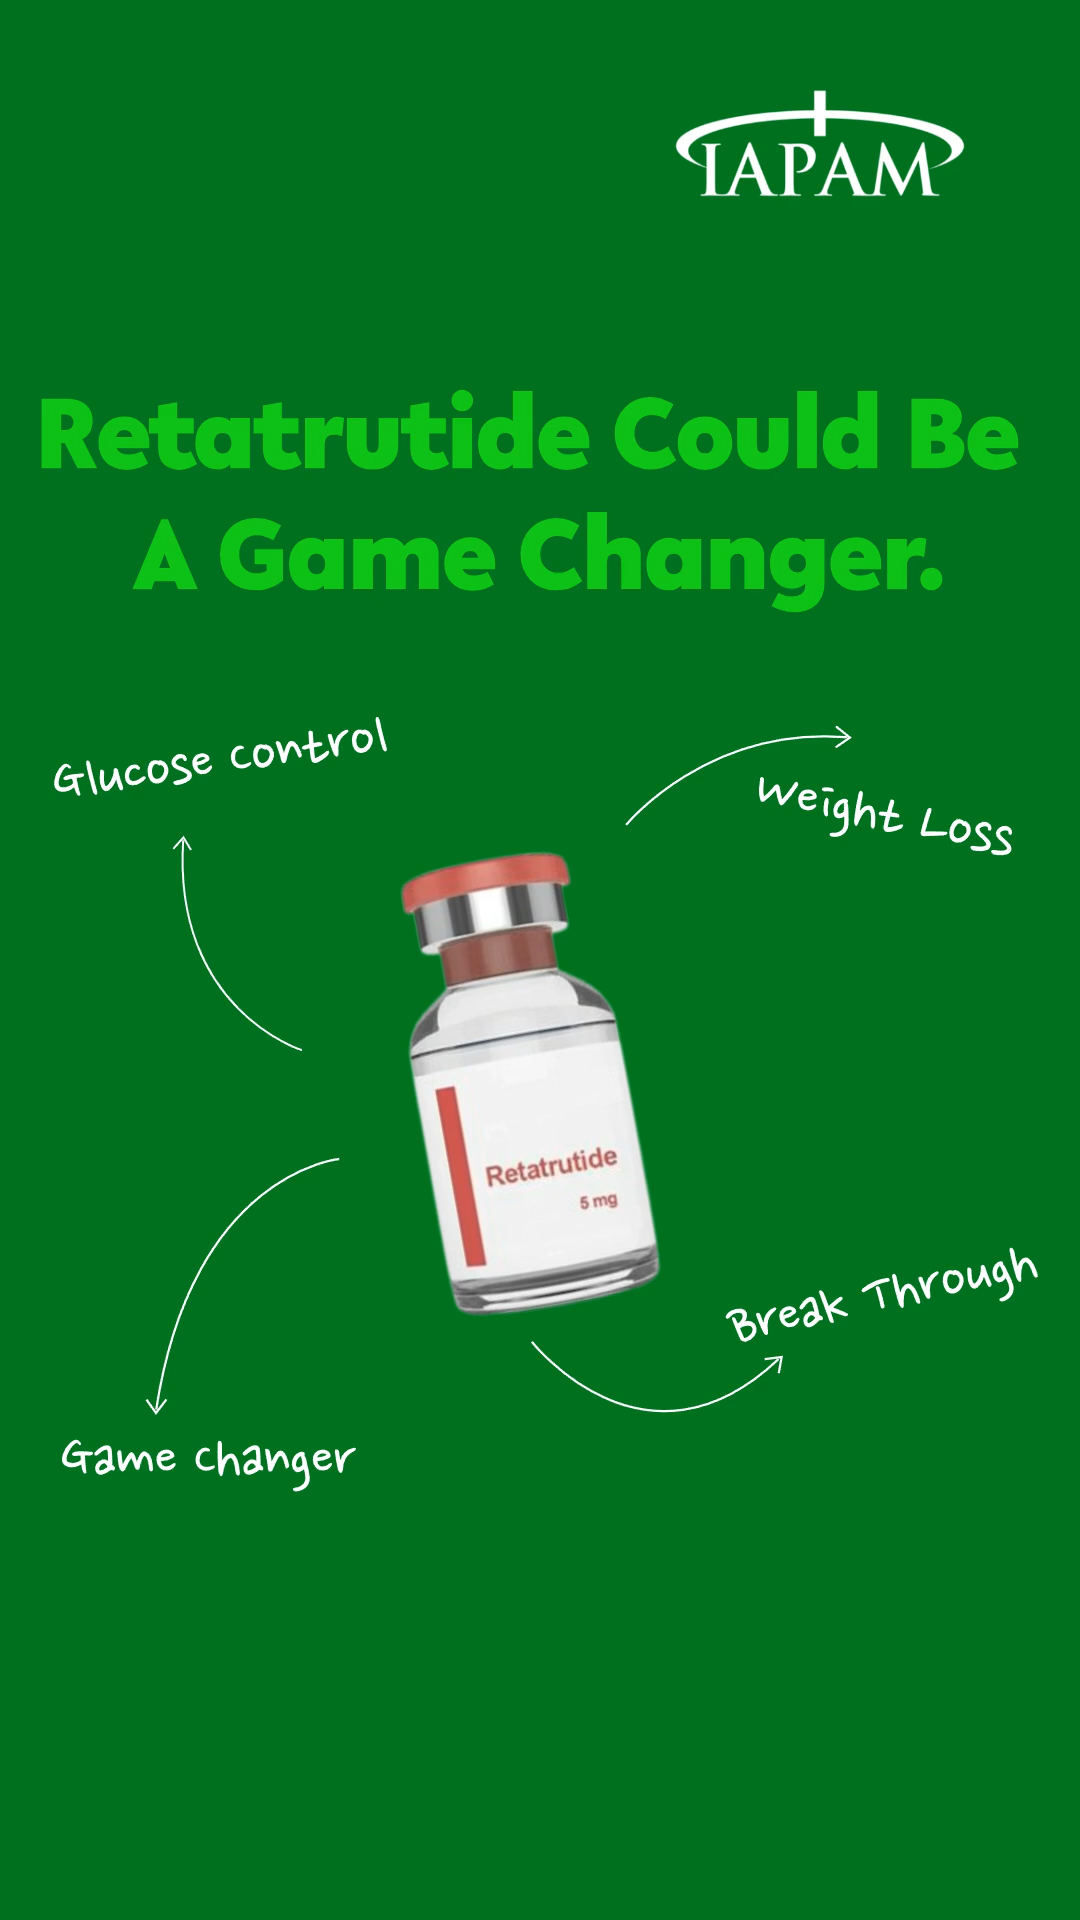 IAPAM
Retatrutide Could Be
A Game Changer.
Glucose control
Weight Loss
Retatrutide
5 mg
Break Through
Game changer